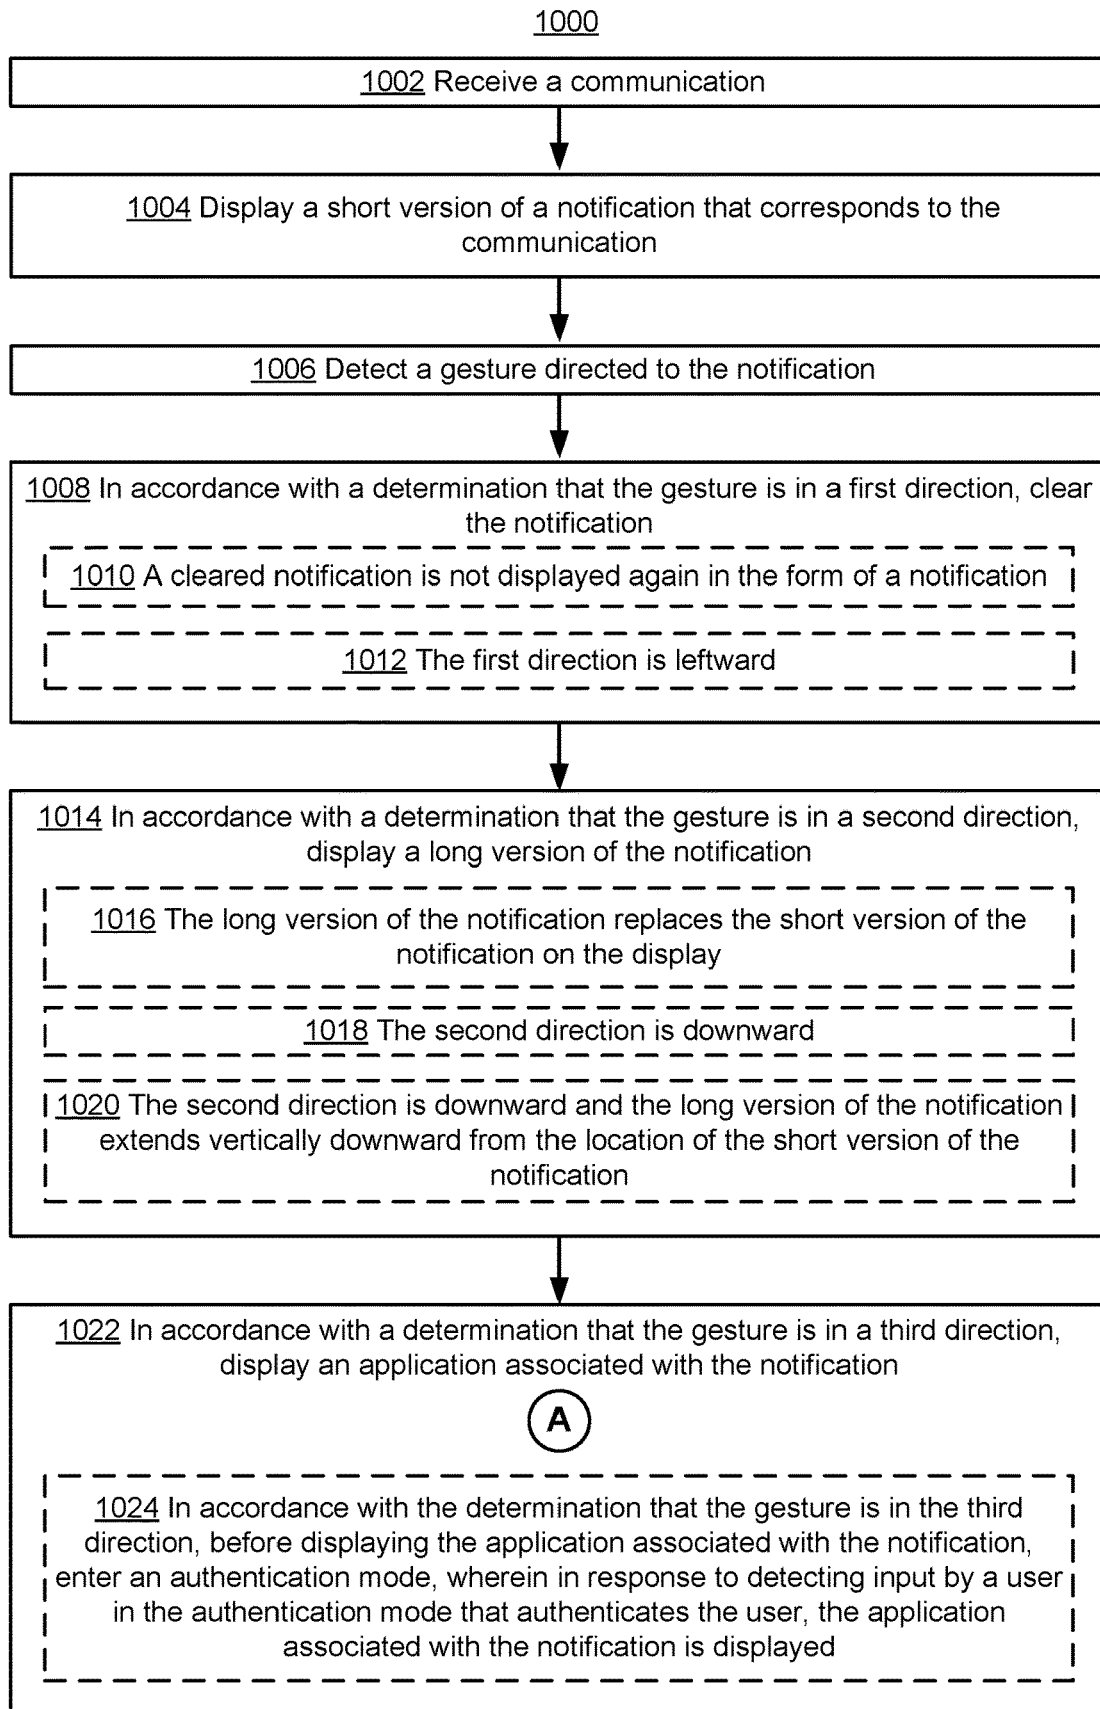 1000
1002 Receive a communication
1004 Display a short version of a notification that corresponds to the
communication
1006 Detect a gesture directed to the notification
1008 In accordance with a determination that the gesture is in a first direction, clear
the notification
1010 A cleared notification is not displayed again in the form of a notification
1012 The first direction is leftward
1014 In accordance with a determination that the gesture is in a second direction,
display a long version of the notification
1016 The long version of the notification replaces the short version of the
notification on the display
1018 The second direction is downward
1020 The second direction is downward and the long version of the notification
extends vertically downward from the location of the short version of the
notification
1022 In accordance with a determination that the gesture is in a third direction,
display an application associated with the notification
A
1024 In accordance with the determination that the gesture is in the third
direction, before displaying the application associated with the notification,
enter an authentication mode, wherein in response to detecting input by a user
in the authentication mode that authenticates the user, the application
associated with the notification is displayed